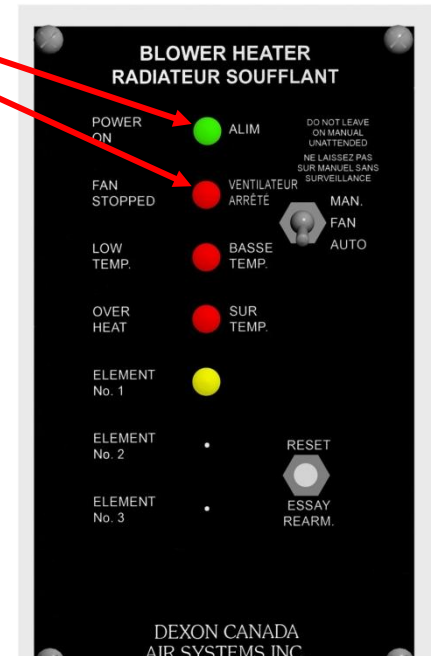 BLOWER HEATER
RADIATEUR SOUFFLANT
POWER
ON
ALIM
DO NOT LEAVE
ON MANUAL
UNATTENDED
NE LAISSEZ PAS
SUR MANUEL SANS
SURVEILLANCE
FAN
STOPPED
VENTILATEUR
ARRÊTÉ
MAN.
FAN
AUTO
LOW
TEMP.
BASSE
TEMP.
OVER
HEAT
SUR
TEMP.
ELEMENT
No. 1
ELEMENT
No. 2
RESET
ELEMENT
No. 3
ESSAY
REARM.
DEXON CANADA
AIR SYSTEMS INC